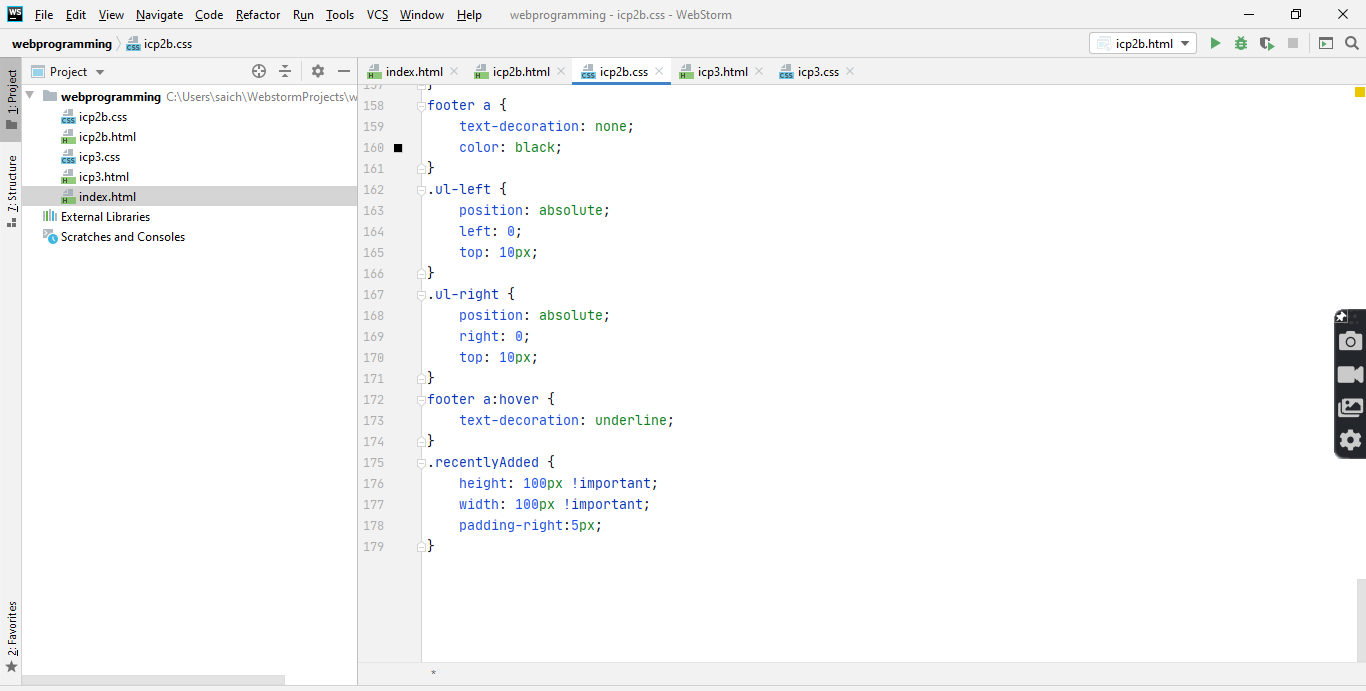 WS File Edit View Navigate Code Refactor Run Tools VCS Window Help webprogramming - icp2b.css - WebStorm
webprogramming icp2b.css icp2b.html
1: Project
7: Structure
2: Favorites
Project
webprogramming C:\Users\saich\WebstormProjects\w
icp2b.css
icp2b.html
icp3.css
icp3.html
index.html
External Libraries
Scratches and Consoles
index.html icp2b.html icp2b.css icp3.html icp3.css
157 }
158 footer a {
159 text-decoration: none;
160 color: black;
161 }
162 .ul-left {
163 position: absolute;
164 left: 0;
165 top: 10px;
166 }
167 .ul-right {
168 position: absolute;
169 right: 0;
170 top: 10px;
171 }
172 footer a:hover {
173 text-decoration: underline;
174 }
175 .recentlyAdded {
176 height: 100px !important;
177 width: 100px !important;
178 padding-right:5px;
179 }
*